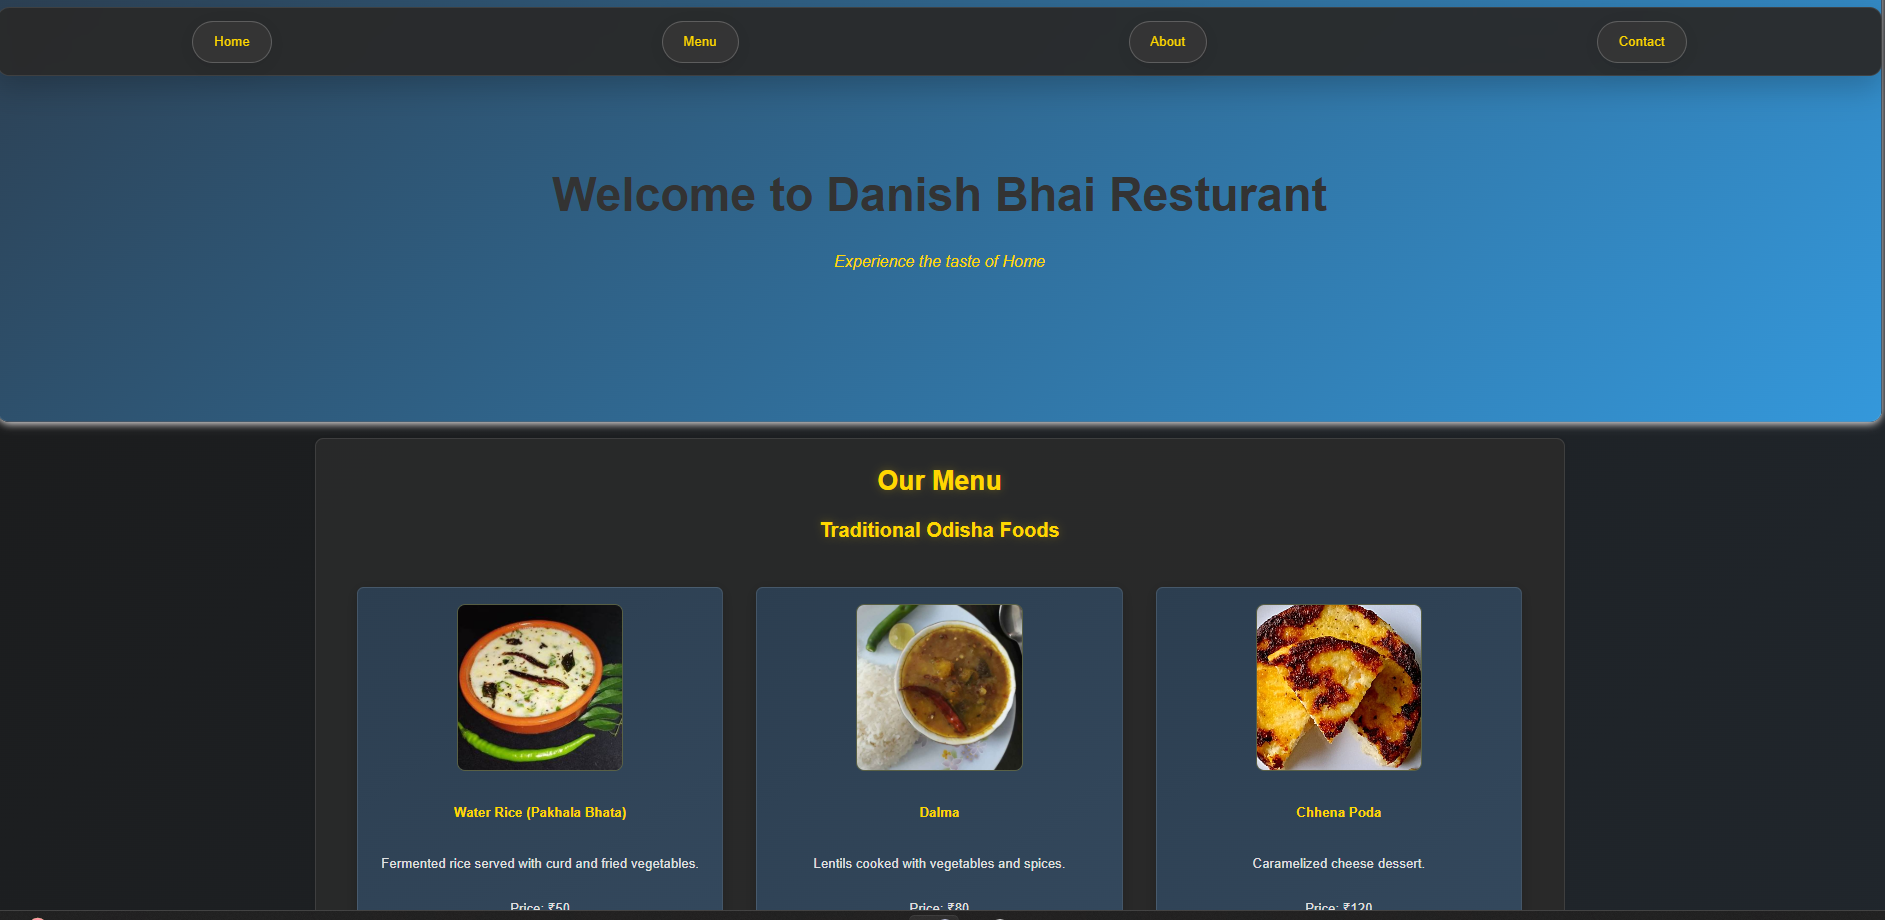 Home Menu About Contact
Welcome to Danish Bhai Resturant
Experience the taste of Home
Our Menu
Traditional Odisha Foods
Water Rice (Pakhala Bhata)
Fermented rice served with curd and fried vegetables.
Price: ₹50
Dalma
Lentils cooked with vegetables and spices.
Price: ₹80
Chhena Poda
Caramelized cheese dessert.
Price: ₹120